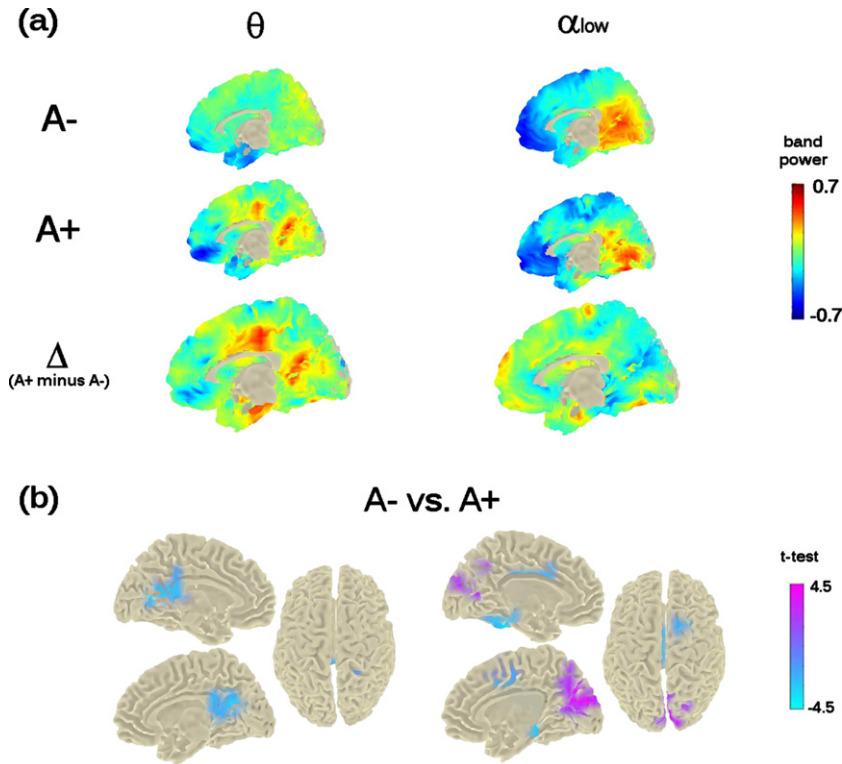 (a)
θ
αlow
A-
A+
Δ
(A+ minus A-)
band
power
0.7
-0.7
(b)
A- vs. A+
t-test
4.5
-4.5